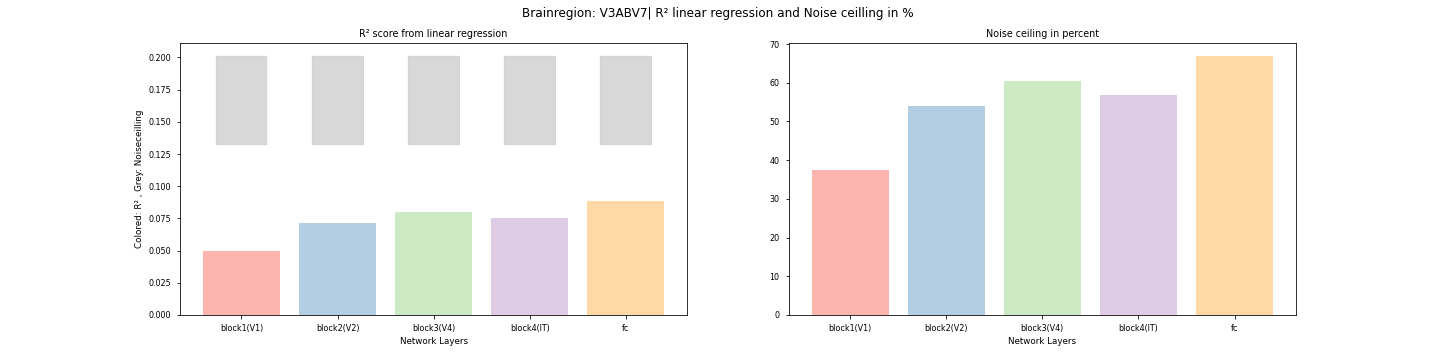 Brainregion: V3ABV7| R² linear regression and Noise ceilling in %
R² score from linear regression
Colored: R² , Grey: Noiseceilling
0.200
0.175
0.150
0.125
0.100
0.075
0.050
0.025
0.000
block1(V1) block2(V2) block3(V4) block4(IT) fc
Network Layers
Noise ceiling in percent
70
60
50
40
30
20
10
0
block1(V1) block2(V2) block3(V4) block4(IT) fc
Network Layers